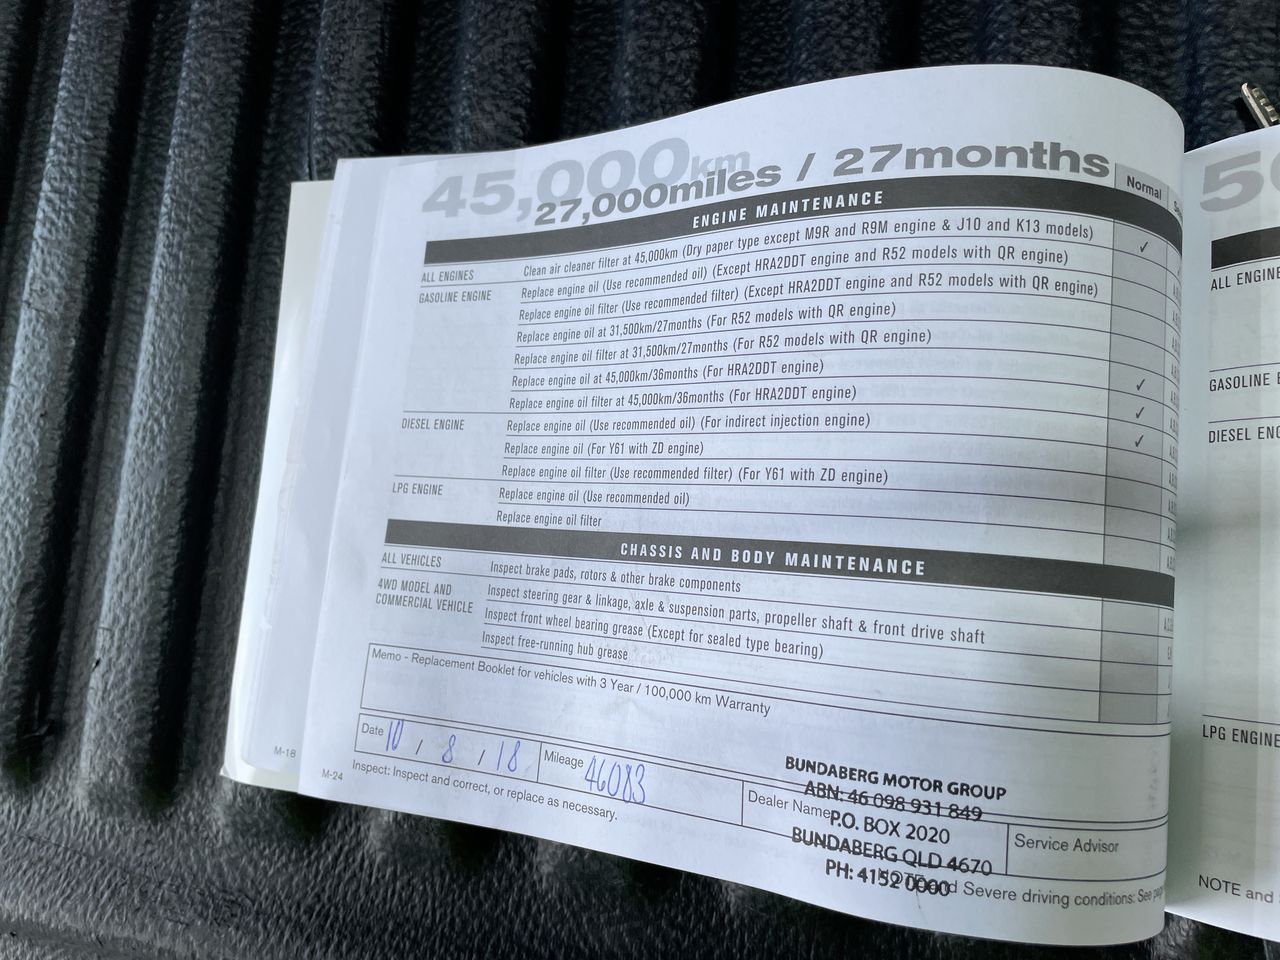 45,000km
27,000miles / 27months
Normal
ENGINE MAINTENANCE
ALL ENGINES Clean air cleaner filter at 45,000km (Dry paper type except M9R and R9M engine & J10 and K13 models) ✓
GASOLINE ENGINE Replace engine oil (Use recommended oil) (Except HRA2DDT engine and R52 models with QR engine)
Replace engine oil filter (Use recommended filter) (Except HRA2DDT engine and R52 models with QR engine)
Replace engine oil at 31,500km/27months (For R52 models with QR engine)
Replace engine oil filter at 31,500km/27months (For R52 models with QR engine)
Replace engine oil at 45,000km/36months (For HRA2DDT engine) ✓
Replace engine oil filter at 45,000km/36months (For HRA2DDT engine) ✓
DIESEL ENGINE Replace engine oil (Use recommended oil) (For indirect injection engine) ✓
Replace engine oil (For Y61 with ZD engine)
Replace engine oil filter (Use recommended filter) (For Y61 with ZD engine)
LPG ENGINE Replace engine oil (Use recommended oil)
Replace engine oil filter
CHASSIS AND BODY MAINTENANCE
ALL VEHICLES Inspect brake pads, rotors & other brake components
4WD MODEL AND Inspect steering gear & linkage, axle & suspension parts, propeller shaft & front drive shaft
COMMERCIAL VEHICLE Inspect front wheel bearing grease (Except for sealed type bearing)
Inspect free-running hub grease
Memo - Replacement Booklet for vehicles with 3 Year / 100,000 km Warranty
Date 10 / 8 / 18 Mileage 46083
Dealer Name
BUNDABERG MOTOR GROUP
ABN: 46 098 931 849
P.O. BOX 2020
BUNDABERG QLD 4670
PH: 4152 0000
Service Advisor
M-18
M-24 Inspect: Inspect and correct, or replace as necessary.
NOTE and Severe driving conditions: See
ALL ENGINE
GASOLINE E
DIESEL ENG
LPG ENGINE
NOTE and